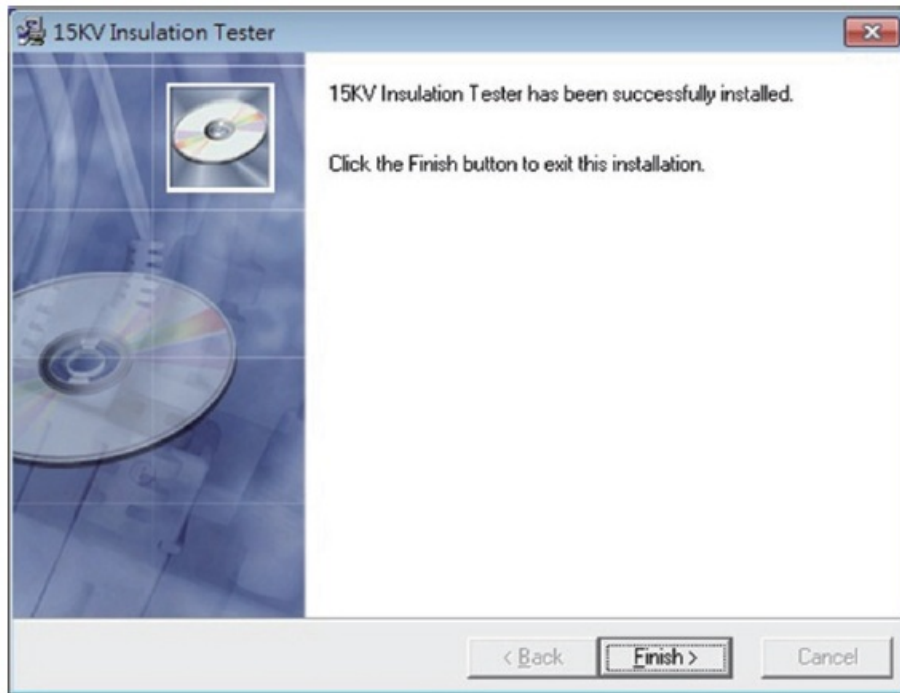 15KV Insulation Tester
15KV Insulation Tester has been successfully installed.
Click the Finish button to exit this installation.
< Back
Finish >
Cancel